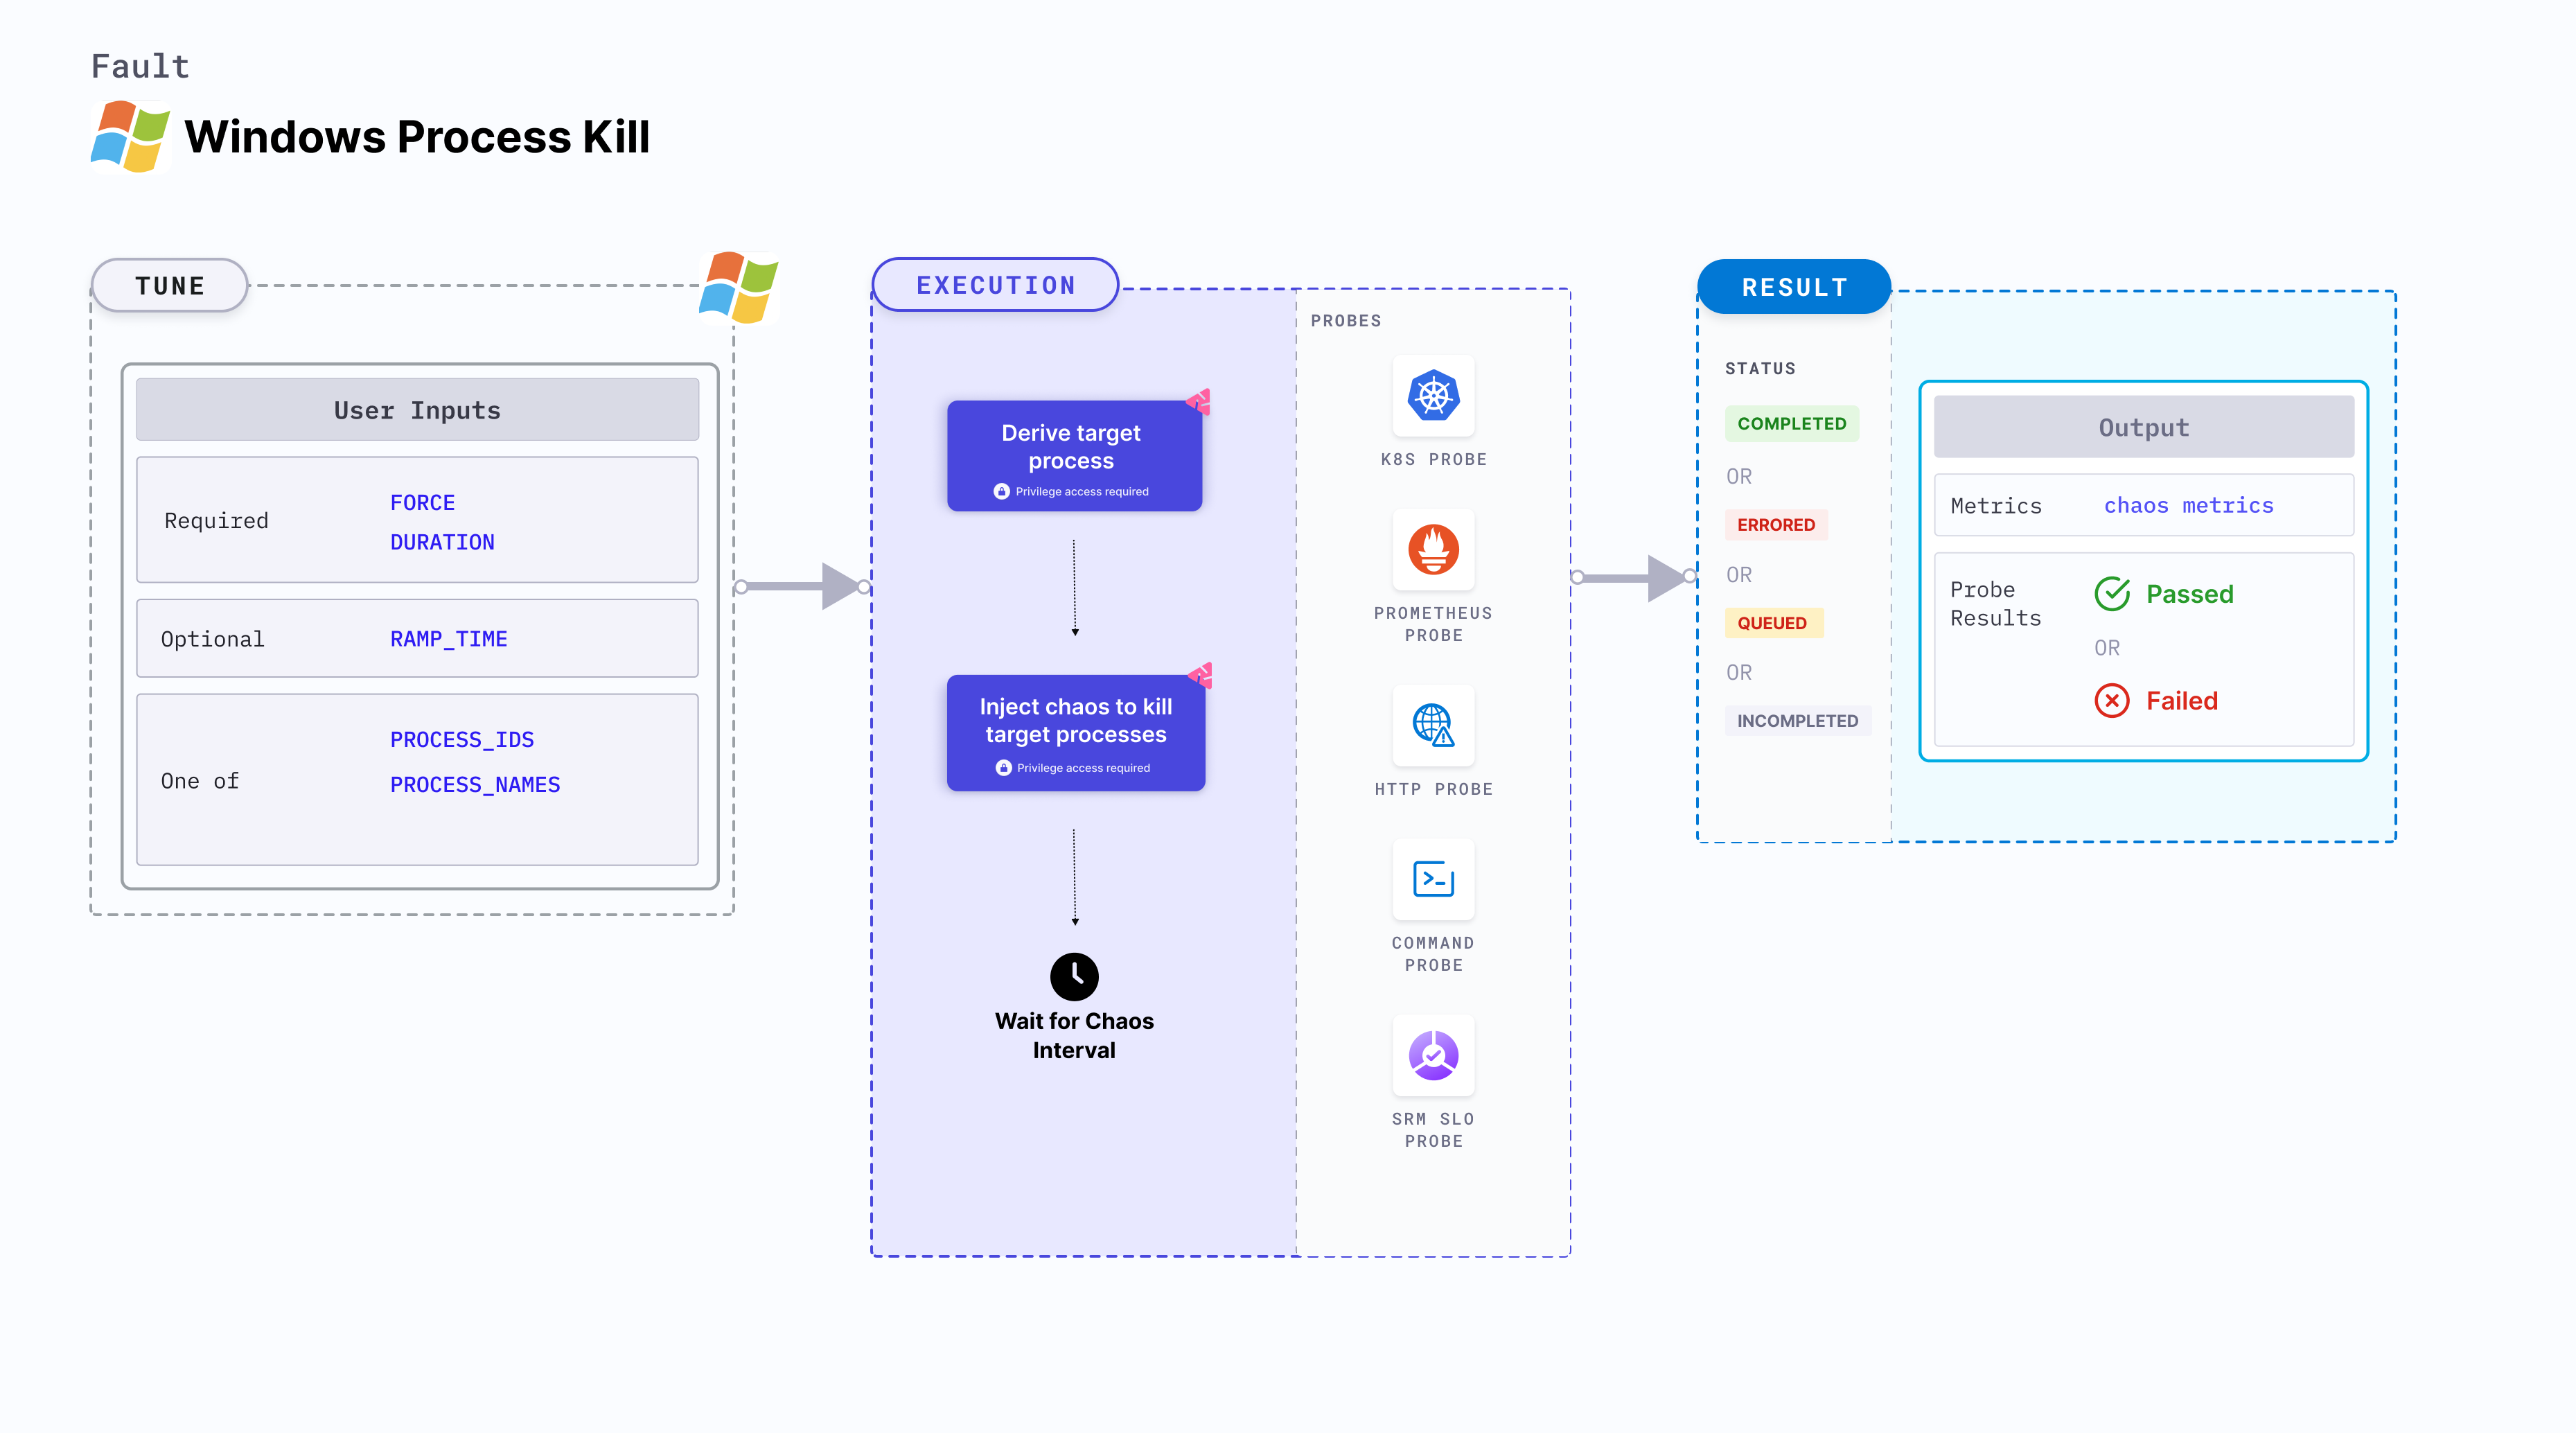 Fault
Windows Process Kill
TUNE
User Inputs
Required
FORCE
DURATION
Optional
RAMP_TIME
One of
PROCESS_IDS
PROCESS_NAMES
EXECUTION
Derive target
process
Privilege access required
Inject chaos to kill
target processes
Privilege access required
Wait for Chaos
Interval
PROBES
K8S PROBE
PROMETHEUS
PROBE
HTTP PROBE
COMMAND
PROBE
SRM SLO
PROBE
RESULT
STATUS
COMPLETED
OR
ERRORED
OR
QUEUED
OR
INCOMPLETED
Output
Metrics
chaos metrics
Probe
Results
Passed
OR
Failed